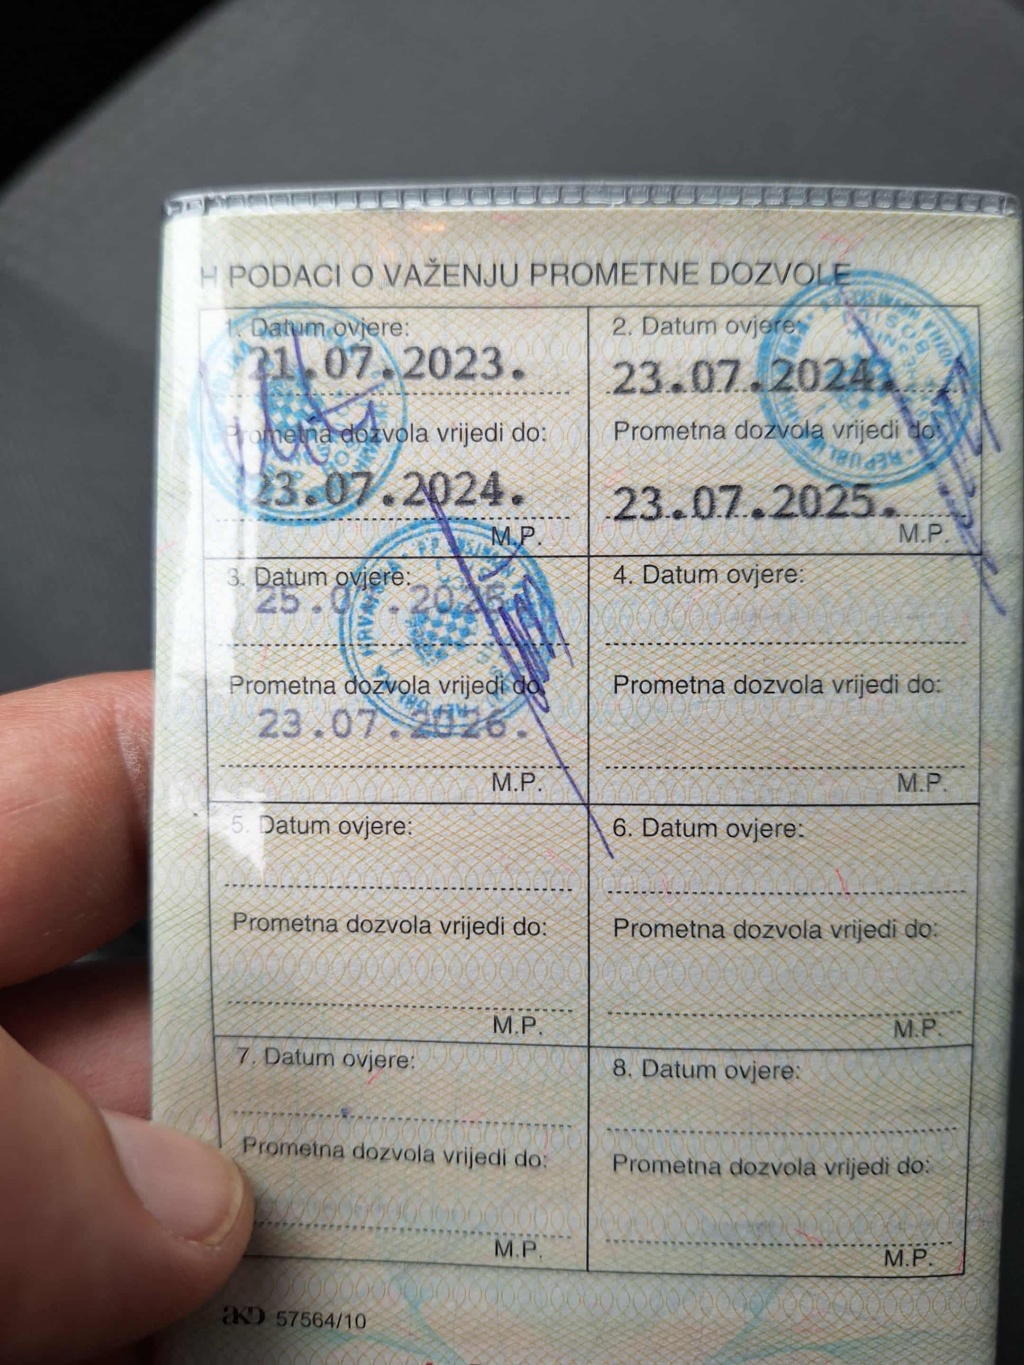 H PODACI O VAŽENJU PROMETNE DOZVOLE
1. Datum ovjere:
21.07.2023.
Prometna dozvola vrijedi do:
23.07.2024.
M.P.
2. Datum ovjere:
23.07.2024.
Prometna dozvola vrijedi do:
23.07.2025.
M.P.
3. Datum ovjere:
Prometna dozvola vrijedi do:
23.07.2026.
M.P.
4. Datum ovjere:
Prometna dozvola vrijedi do:
M.P.
5. Datum ovjere:
Prometna dozvola vrijedi do:
M.P.
6. Datum ovjere:
Prometna dozvola vrijedi do:
M.P.
7. Datum ovjere:
Prometna dozvola vrijedi do:
M.P.
8. Datum ovjere:
Prometna dozvola vrijedi do:
M.P.
AKD 57564/10